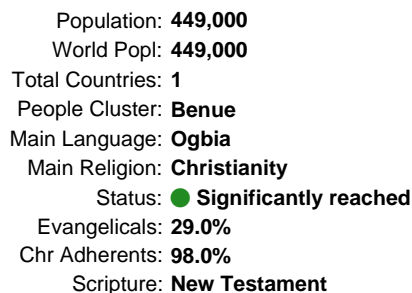 Population: 449,000
World Popl: 449,000
Total Countries: 1
People Cluster: Benue
Main Language: Ogbia
Main Religion: Christianity
Status: Significantly reached
Evangelicals: 29.0%
Chr Adherents: 98.0%
Scripture: New Testament